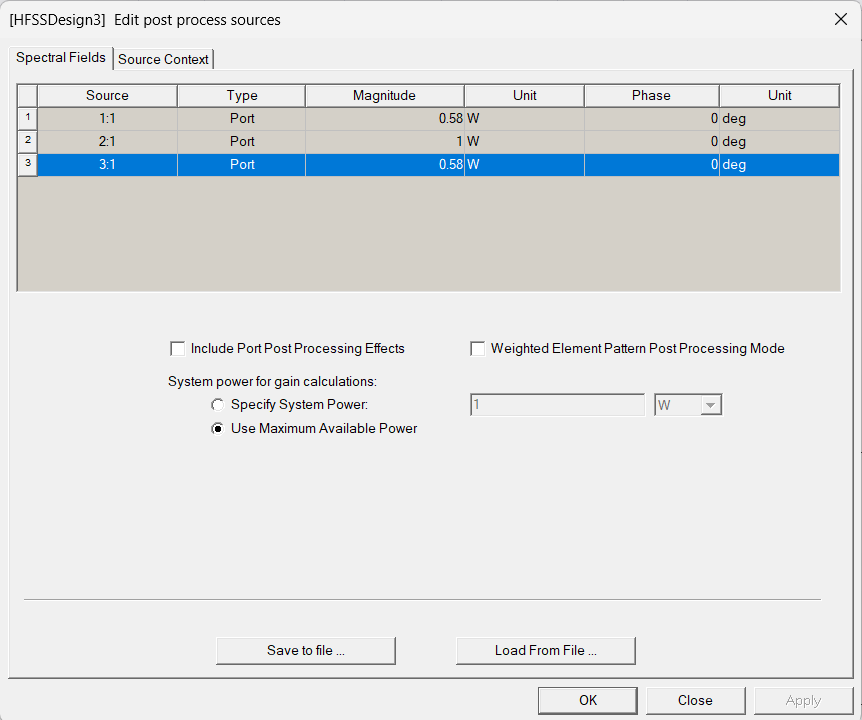 [HFSSDesign3] Edit post process sources
Spectral Fields Source Context
Source Type Magnitude Unit Phase Unit
1 1:1 Port 0.58 W 0 deg
2 2:1 Port 1 W 0 deg
3 3:1 Port 0.58 W 0 deg
Include Port Post Processing Effects Weighted Element Pattern Post Processing Mode
System power for gain calculations:
Specify System Power: 1 W
Use Maximum Available Power
Save to file ... Load From File ...
OK Close Apply